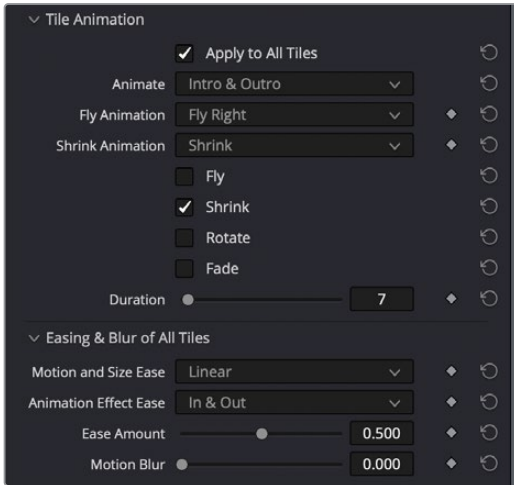 Tile Animation
Apply to All Tiles
Animate Intro & Outro
Fly Animation Fly Right
Shrink Animation Shrink
Fly
Shrink
Rotate
Fade
Duration 7
Easing & Blur of All Tiles
Motion and Size Ease Linear
Animation Effect Ease In & Out
Ease Amount 0.500
Motion Blur 0.000